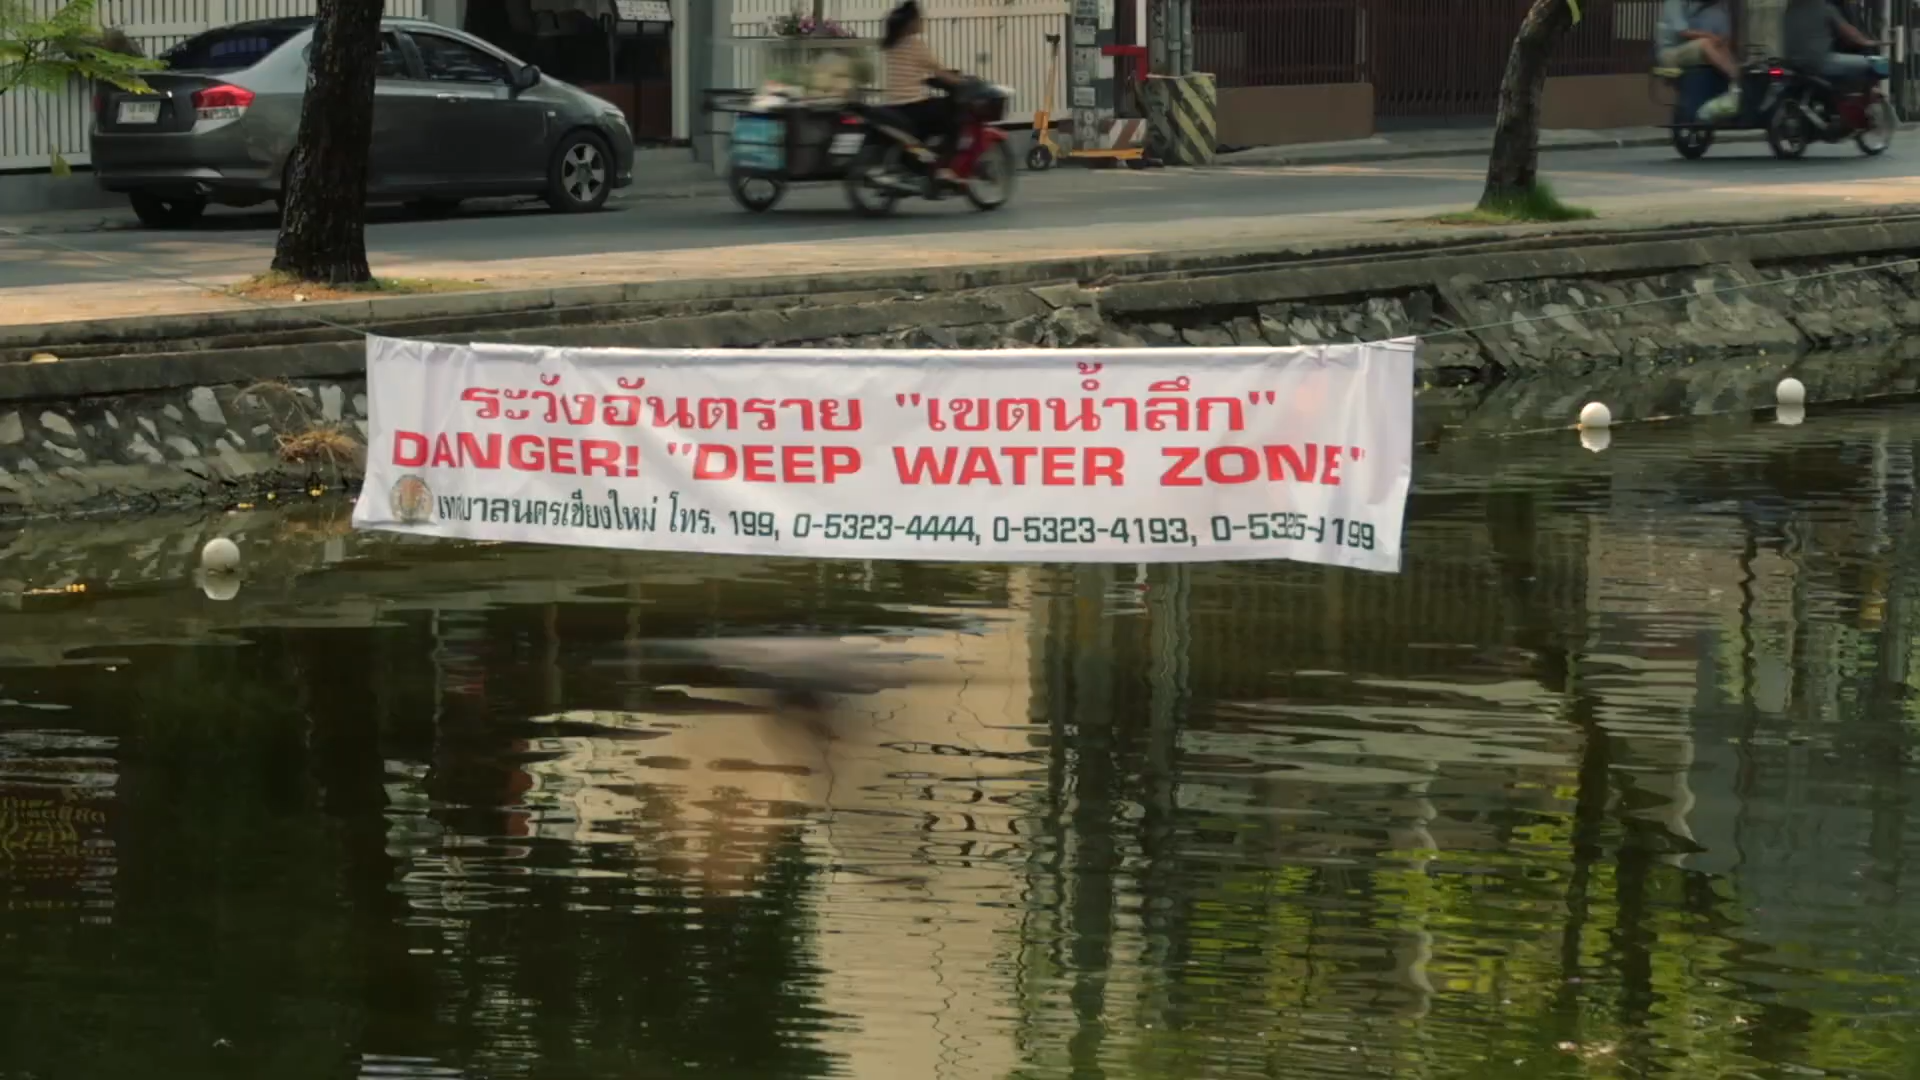 ระวังอันตราย "เขตน้ำลึก"
DANGER! "DEEP WATER ZONE"
เทศบาลนครเชียงใหม่ โทร. 199, 0-5323-4444, 0-5323-4193,